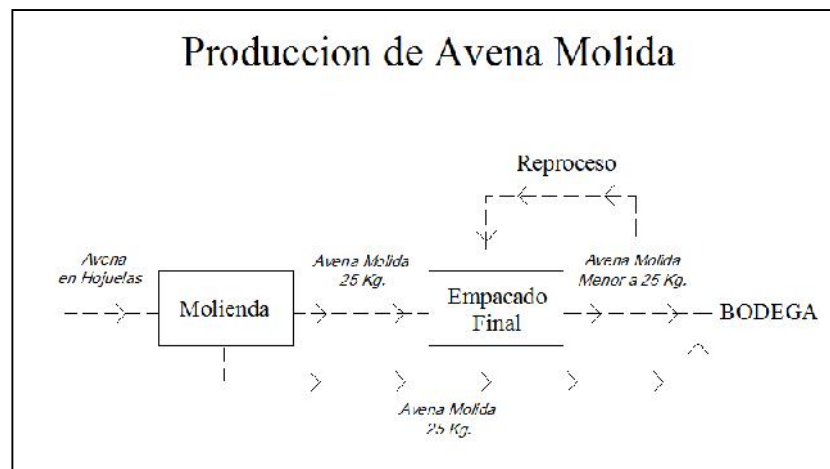 Produccion de Avena Molida
Reproceso
Avena
en Hojuelas
Molienda
Avena Molida
25 Kg.
Empacado
Final
Avena Molida
Menor a 25 Kg.
BODEGA
Avena Molida
25 Kg.